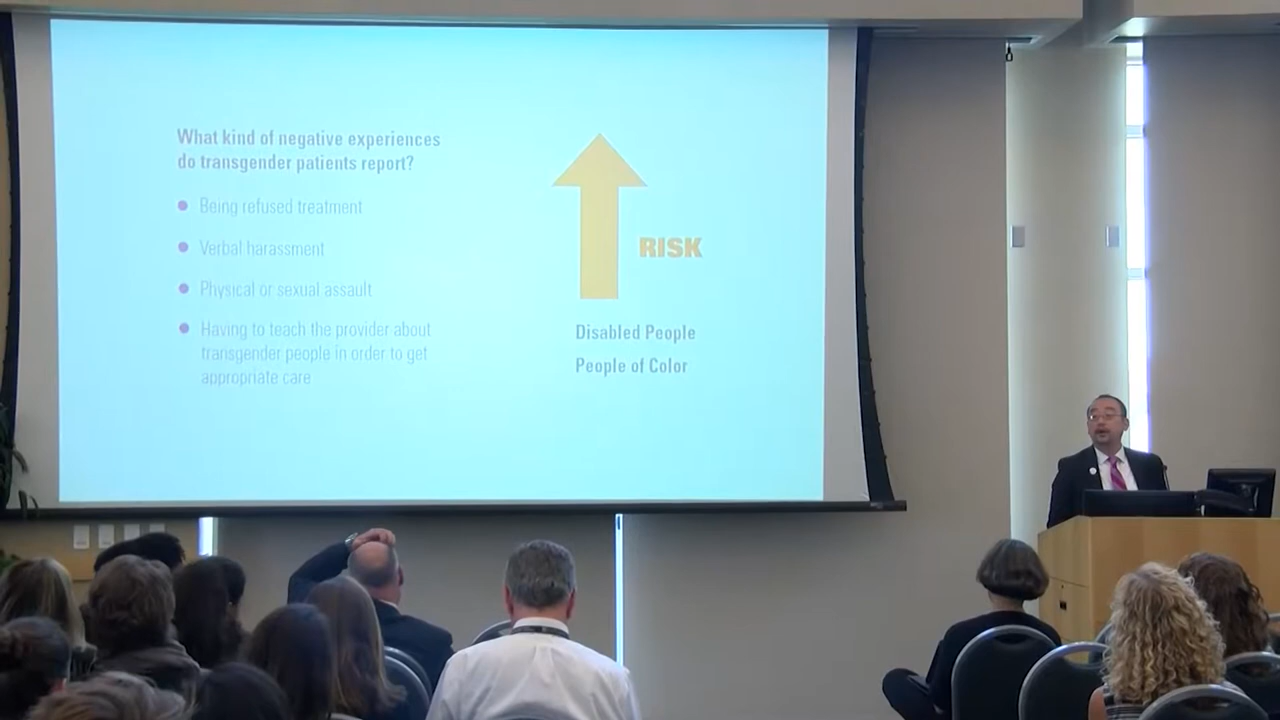 What kind of negative experiences
do transgender patients report?
● Being refused treatment
● Verbal harassment
● Physical or sexual assault
● Having to teach the provider about
transgender people in order to get
appropriate care
RISK
Disabled People
People of Color